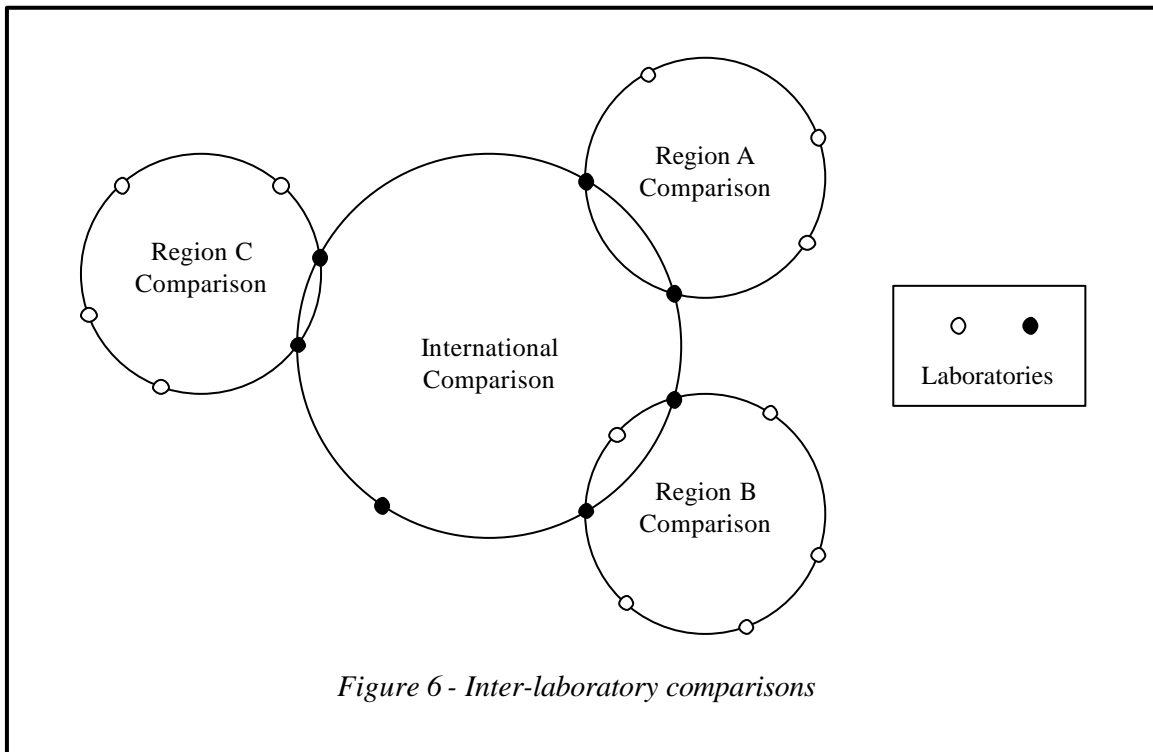 Region A
Comparison
Region C
Comparison
International
Comparison
Laboratories
Region B
Comparison
Figure 6 - Inter-laboratory comparisons